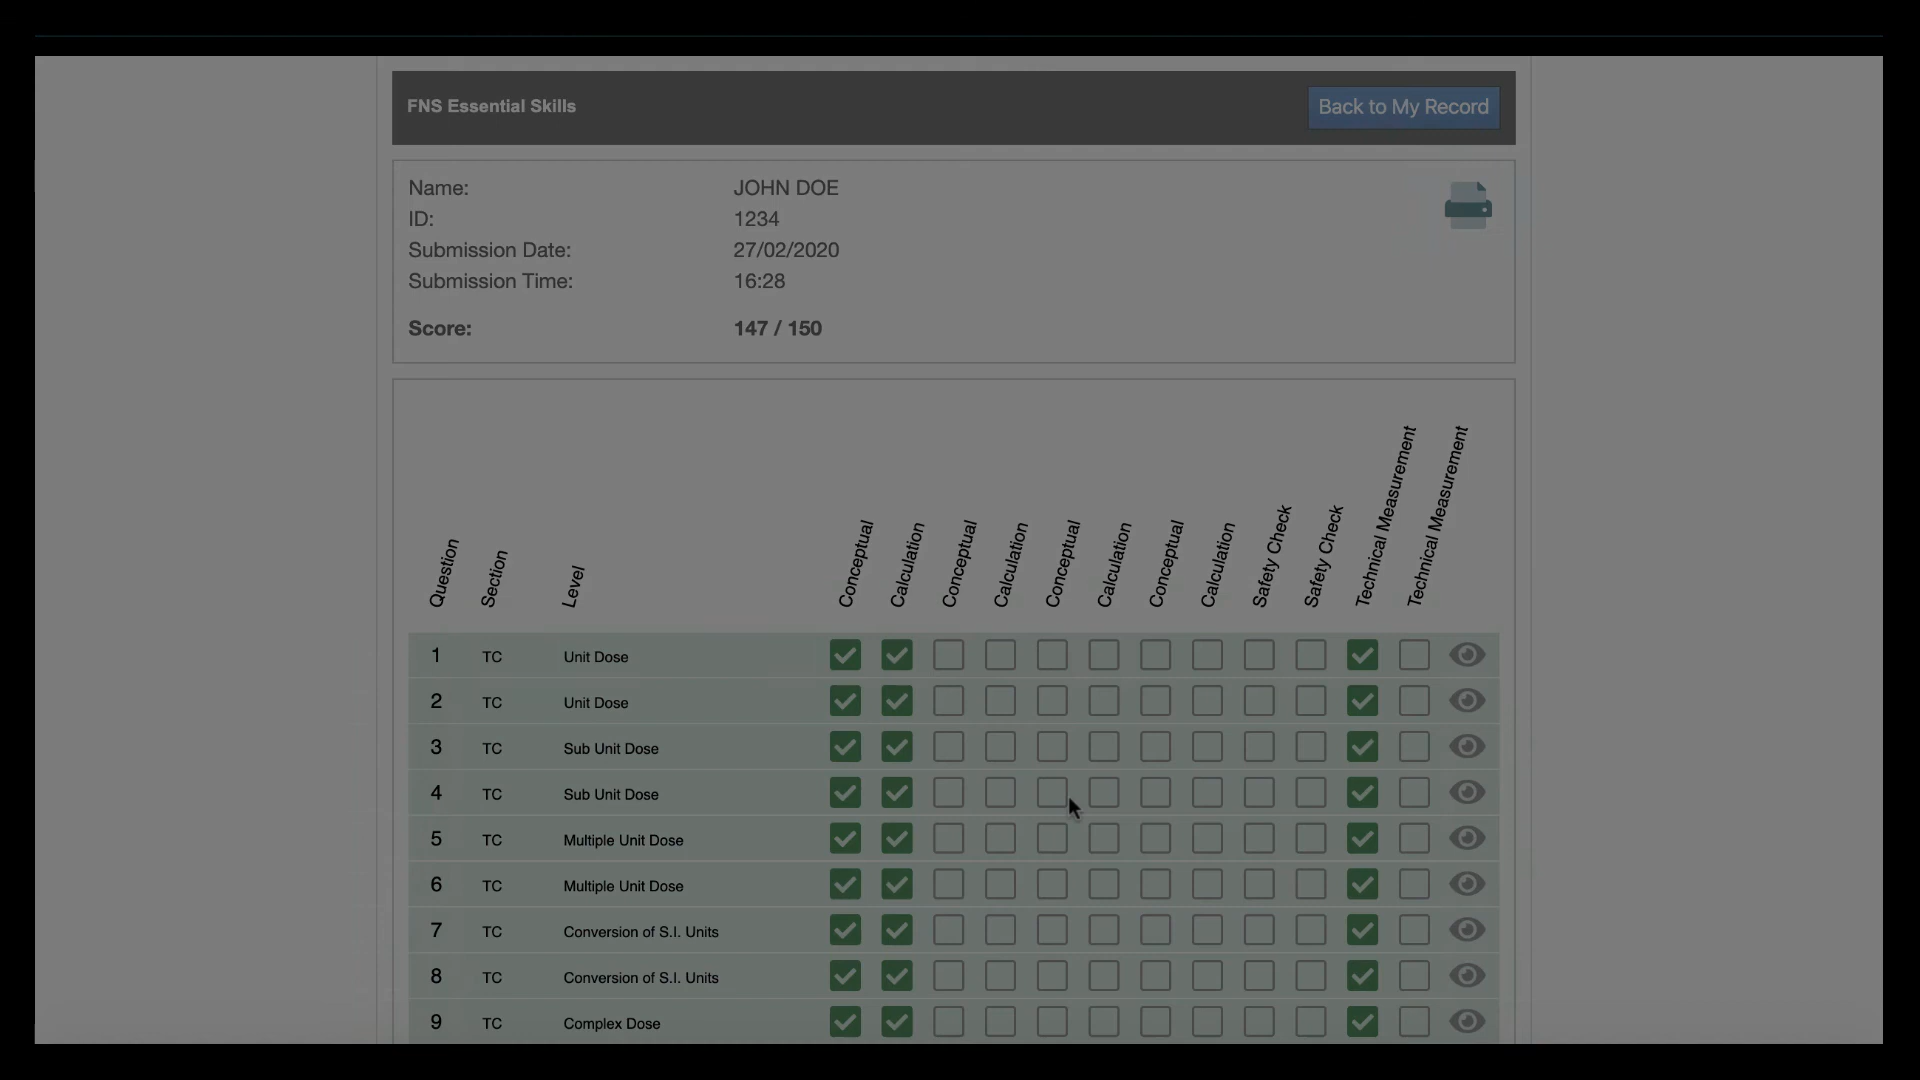 FNS Essential Skills
Back to My Record
Name: JOHN DOE
ID: 1234
Submission Date: 27/02/2020
Submission Time: 16:28
Score: 147 / 150
Question Section Level Conceptual Calculation Conceptual Calculation Conceptual Calculation Conceptual Calculation Safety Check Safety Check Technical Measurement Technical Measurement
1 TC Unit Dose
2 TC Unit Dose
3 TC Sub Unit Dose
4 TC Sub Unit Dose
5 TC Multiple Unit Dose
6 TC Multiple Unit Dose
7 TC Conversion of S.I. Units
8 TC Conversion of S.I. Units
9 TC Complex Dose